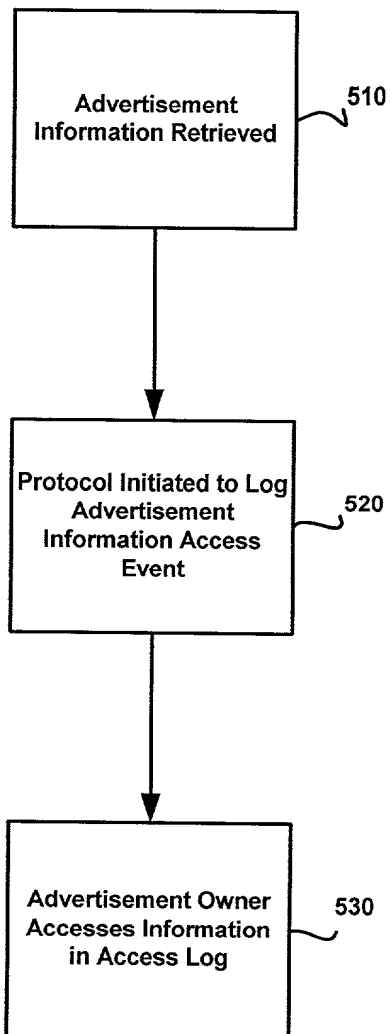 Advertisement
Information Retrieved
510
Protocol Initiated to Log
Advertisement
Information Access
Event
520
Advertisement Owner
Accesses Information
in Access Log
530